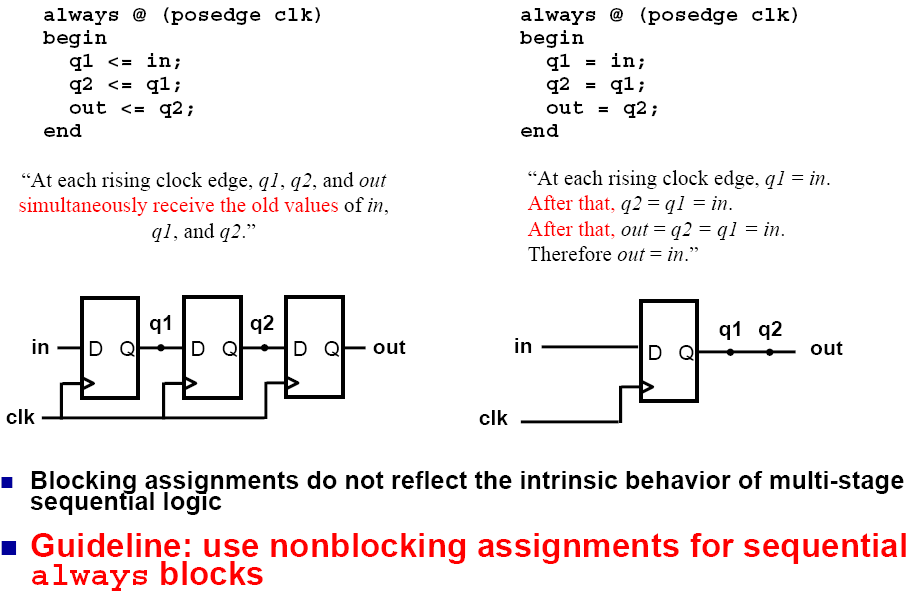 always @ (posedge clk)
begin
q1 <= in;
q2 <= q1;
out <= q2;
end
“At each rising clock edge, q1, q2, and out
simultaneously receive the old values of in,
q1, and q2.”
in
D Q
q1
D Q
q2
D Q
out
clk
always @ (posedge clk)
begin
q1 = in;
q2 = q1;
out = q2;
end
“At each rising clock edge, q1 = in.
After that, q2 = q1 = in.
After that, out = q2 = q1 = in.
Therefore out = in.”
in
D Q
q1 q2
out
clk
Blocking assignments do not reflect the intrinsic behavior of multi-stage
sequential logic
Guideline: use nonblocking assignments for sequential
always blocks